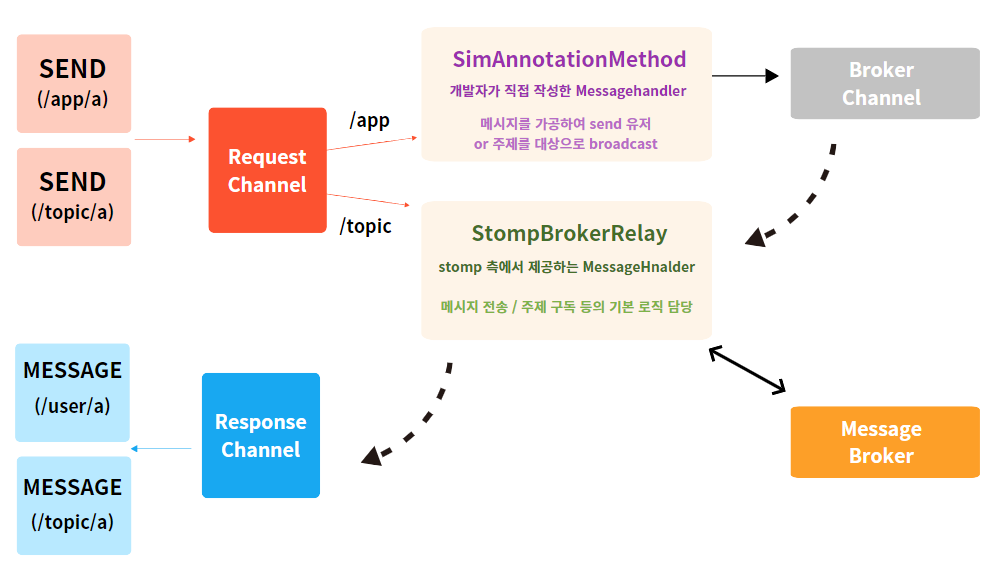 SEND
(/app/a)
SEND
(/topic/a)
Request
Channel
/app
/topic
SimAnnotationMethod
개발자가 직접 작성한 Messagehandler
메시지를 가공하여 send 유저
or 주제를 대상으로 broadcast
Broker
Channel
StompBrokerRelay
stomp 측에서 제공하는 MessageHnalder
메시지 전송 / 주제 구독 등의 기본 로직 담당
MESSAGE
(/user/a)
MESSAGE
(/topic/a)
Response
Channel
Message
Broker